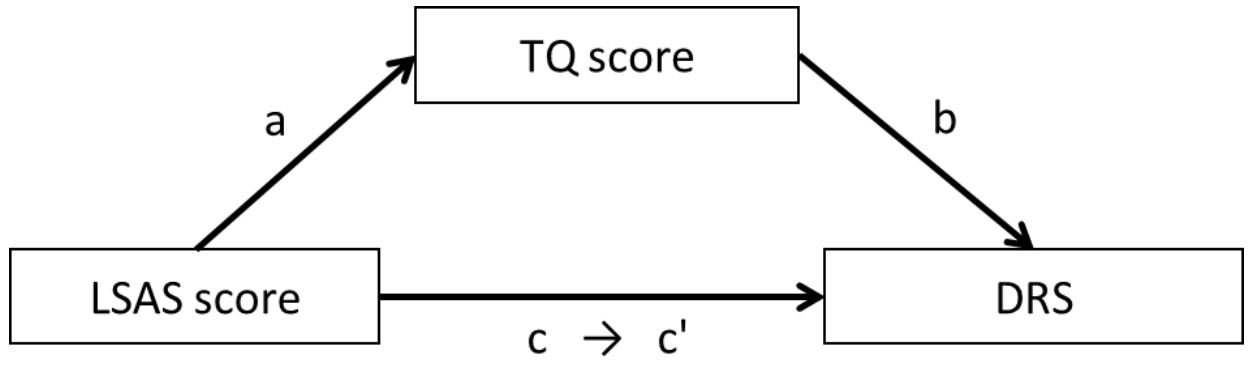 TQ score
a
b
LSAS score
DRS
c → c'